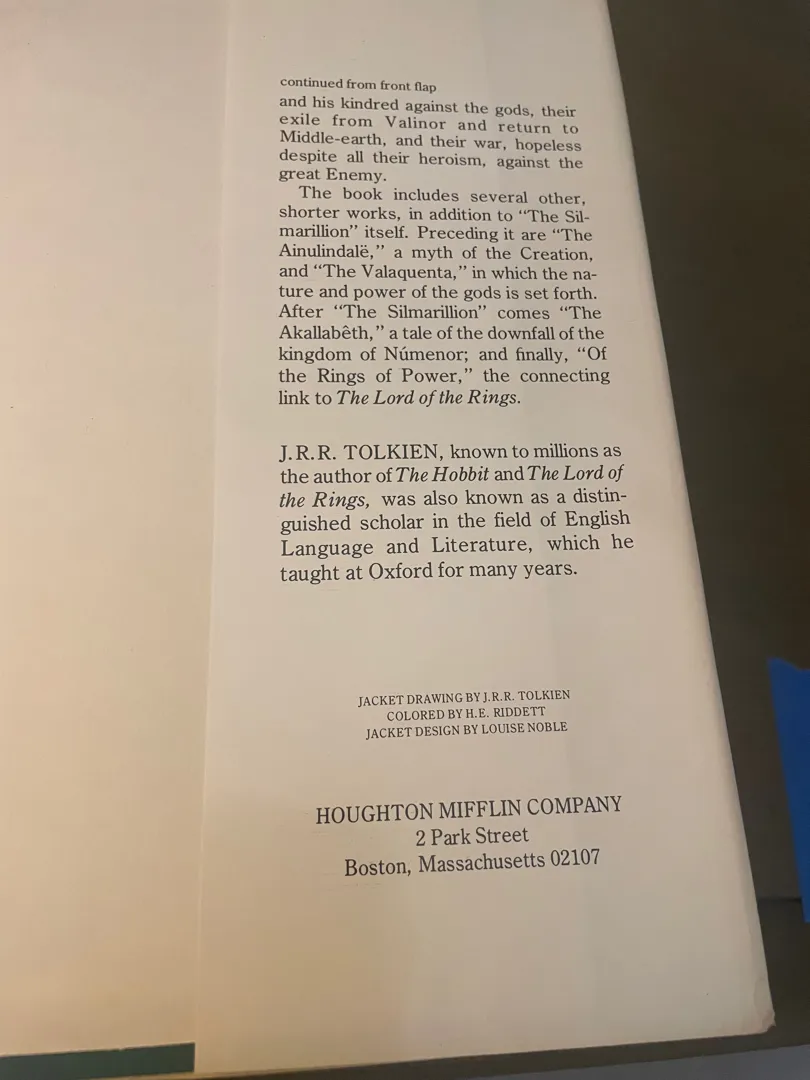 continued from front flap
and his kindred against the gods, their
exile from Valinor and return to
Middle-earth, and their war, hopeless
despite all their heroism, against the
great Enemy.
The book includes several other,
shorter works, in addition to “The Sil-
marillion” itself. Preceding it are “The
Ainulindalë,” a myth of the Creation,
and “The Valaquenta,” in which the na-
ture and power of the gods is set forth.
After “The Silmarillion” comes “The
Akallabêth,” a tale of the downfall of the
kingdom of Númenor; and finally, “Of
the Rings of Power,” the connecting
link to The Lord of the Rings.
J.R.R. TOLKIEN, known to millions as
the author of The Hobbit and The Lord of
the Rings, was also known as a distin-
guished scholar in the field of English
Language and Literature, which he
taught at Oxford for many years.
JACKET DRAWING BY J.R.R. TOLKIEN
COLORED BY H.E. RIDDETT
JACKET DESIGN BY LOUISE NOBLE
HOUGHTON MIFFLIN COMPANY
2 Park Street
Boston, Massachusetts 02107